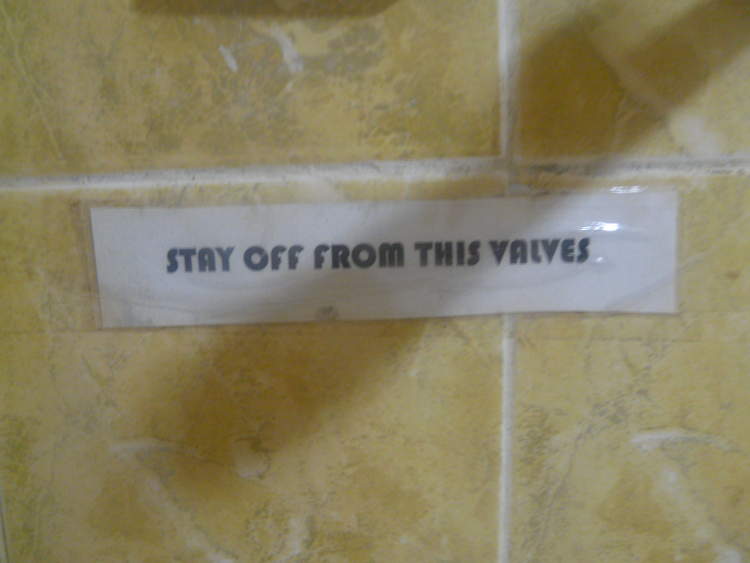 STAY OFF FROM THIS VALVES